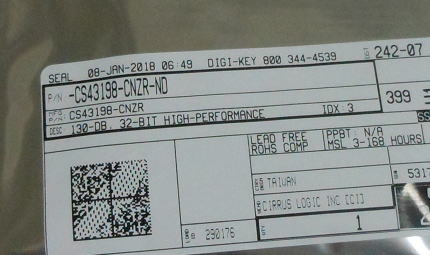 SEAL 08-JAN-2018 06:49 DIGI-KEY 800 344-4539 242-07
P/N -CS43198-CNZR-ND
MFG P/N: CS43198-CNZR
399
DESC 130-DB, 32-BIT HIGH-PERFORMANCE IDX:3
LEAD FREE PPBT: N/A
ROHS COMP MSL 3-168 HOURS
TAIWAN 5317
CIRRUS LOGIC INC
290176 1